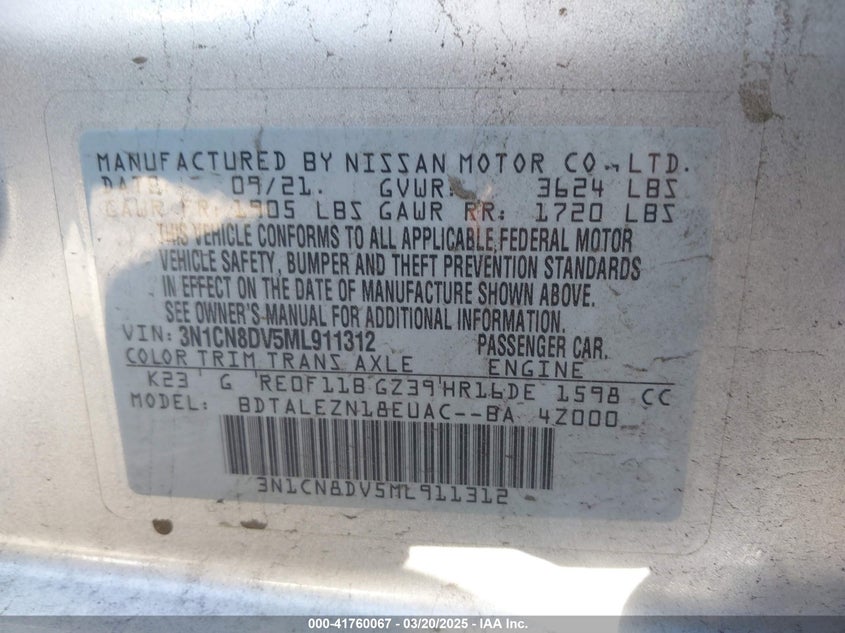 MANUFACTURED BY NISSAN MOTOR CO., LTD.
DATE 09/21. GVWR: 3624 LBS
GAWR FR: 1905 LBS GAWR RR: 1720 LBS
THIS VEHICLE CONFORMS TO ALL APPLICABLE FEDERAL MOTOR
VEHICLE SAFETY, BUMPER AND THEFT PREVENTION STANDARDS
IN EFFECT ON THE DATE OF MANUFACTURE SHOWN ABOVE.
SEE OWNER'S MANUAL FOR ADDITIONAL INFORMATION.
VIN: 3N1CN8DV5ML911312 PASSENGER CAR.
COLOR TRIM TRANS AXLE ENGINE
K23 G RE0F11B GZ39 HR16DE 1598 CC
MODEL: BDTALEZN18EUAC--BA 4Z000
3N1CN8DV5ML911312
000-41760067 - 03/20/2025 - IAA Inc.